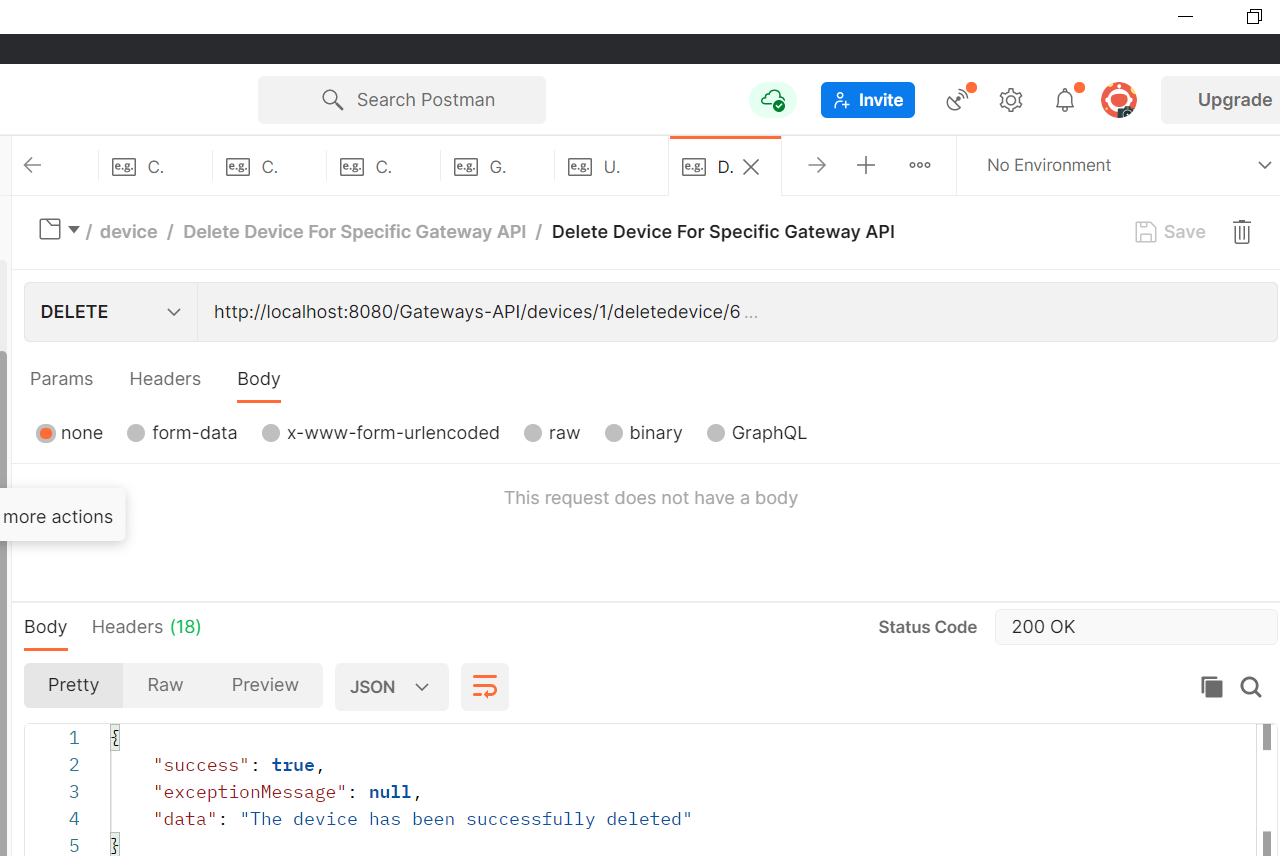 Search Postman
Invite
Upgrade
e.g. C.
e.g. C.
e.g. C.
e.g. G.
e.g. U.
e.g. D.
No Environment
/ device / Delete Device For Specific Gateway API / Delete Device For Specific Gateway API
Save
DELETE
http://localhost:8080/Gateways-API/devices/1/deletedevice/6 ...
Params Headers Body
none form-data x-www-form-urlencoded raw binary GraphQL
This request does not have a body
more actions
Body Headers (18)
Status Code 200 OK
Pretty Raw Preview JSON
1 {
2 "success": true,
3 "exceptionMessage": null,
4 "data": "The device has been successfully deleted"
5 }